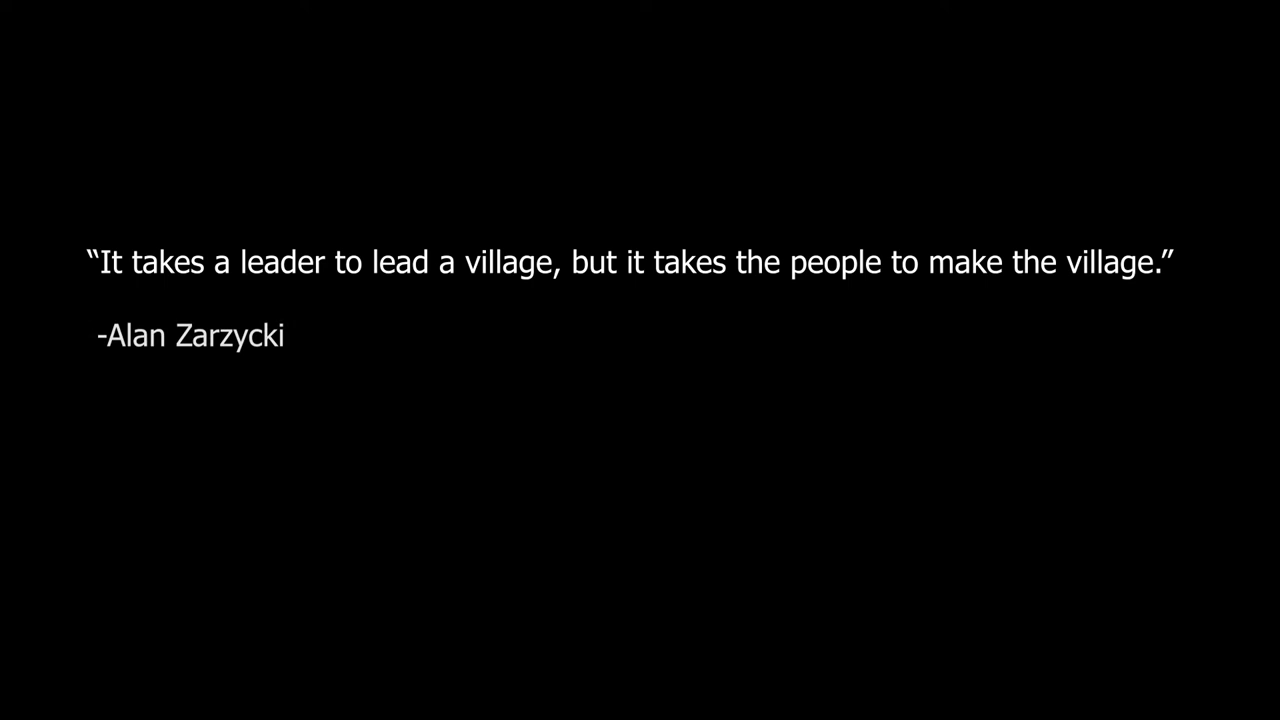 “It takes a leader to lead a village, but it takes the people to make the village.”
-Alan Zarzycki